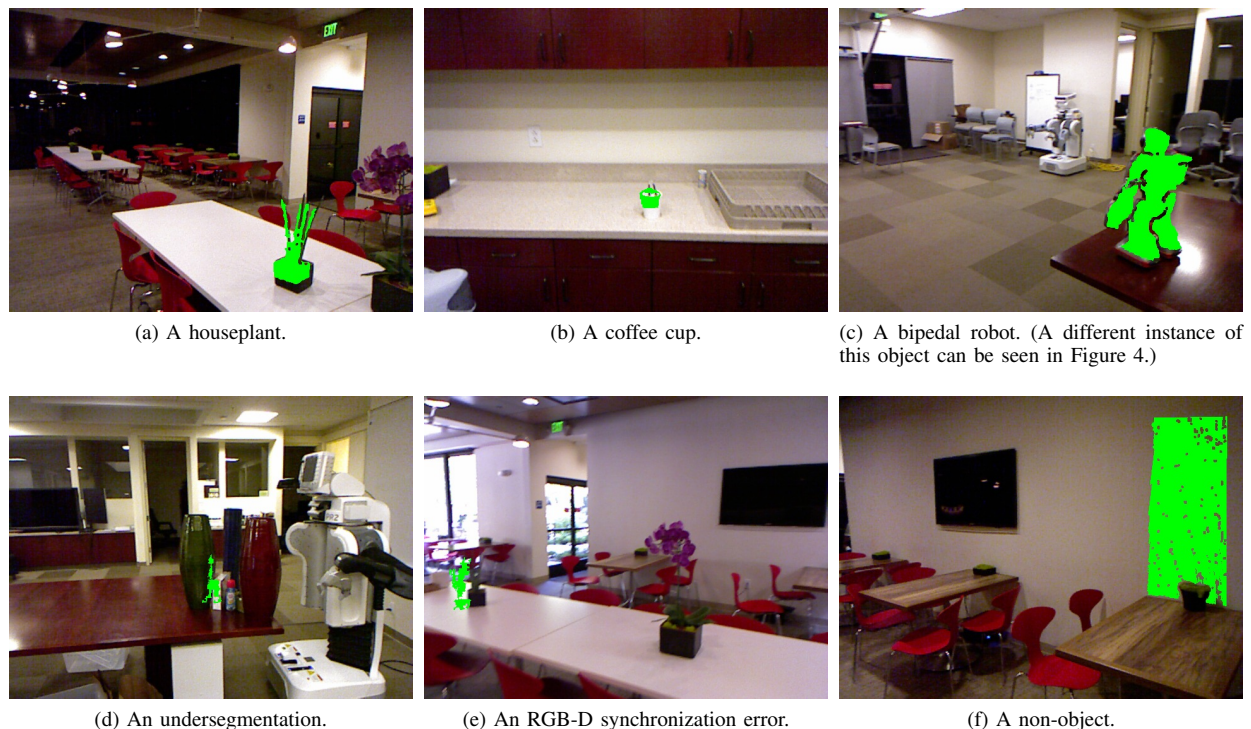 EXIT
(a) A houseplant.
(b) A coffee cup.
(c) A bipedal robot. (A different instance of
this object can be seen in Figure 4.)
EXIT
(d) An undersegmentation.
(e) An RGB-D synchronization error.
(f) A non-object.